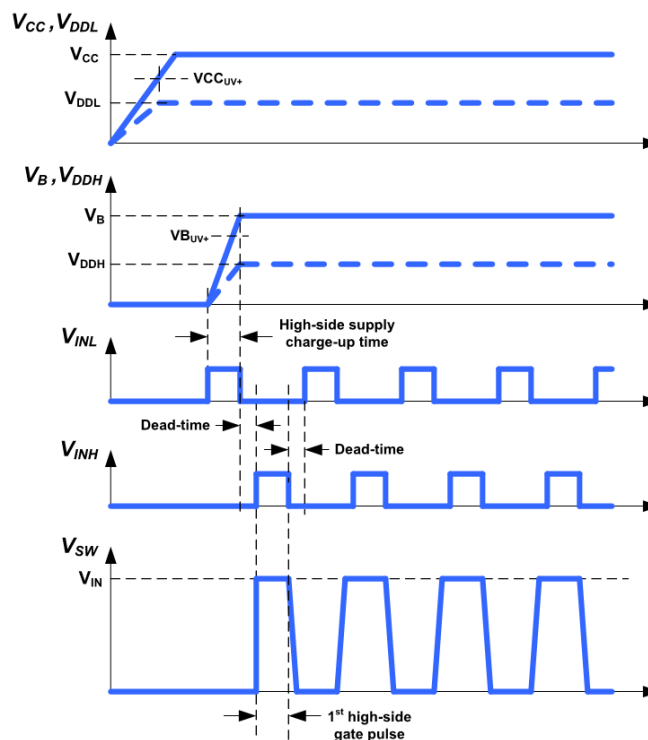 VCC , VDDL
VCC
VCCUV+
VDDL
VB , VDDH
VB
VBUV+
VDDH
High-side supply
charge-up time
VINL
Dead-time
Dead-time
VINH
VSW
VIN
1st high-side
gate pulse